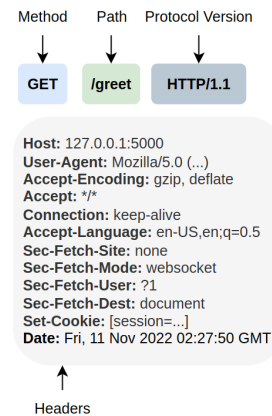 Method Path Protocol Version
GET /greet HTTP/1.1
Host: 127.0.0.1:5000
User-Agent: Mozilla/5.0 (...)
Accept-Encoding: gzip, deflate
Accept: */*
Connection: keep-alive
Accept-Language: en-US,en;q=0.5
Sec-Fetch-Site: none
Sec-Fetch-Mode: websocket
Sec-Fetch-User: ?1
Sec-Fetch-Dest: document
Set-Cookie: [session=...]
Date: Fri, 11 Nov 2022 02:27:50 GMT
Headers